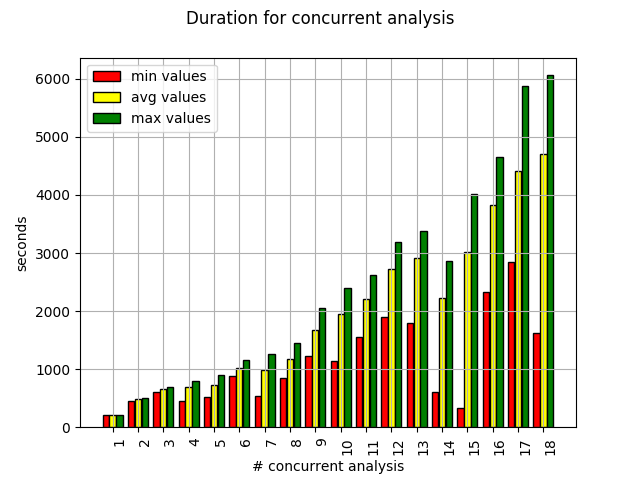 Duration for concurrent analysis
min values
avg values
max values
6000
5000
4000
3000
2000
1000
0
seconds
1 2 3 4 5 6 7 8 9 10 11 12 13 14 15 16 17 18
# concurrent analysis